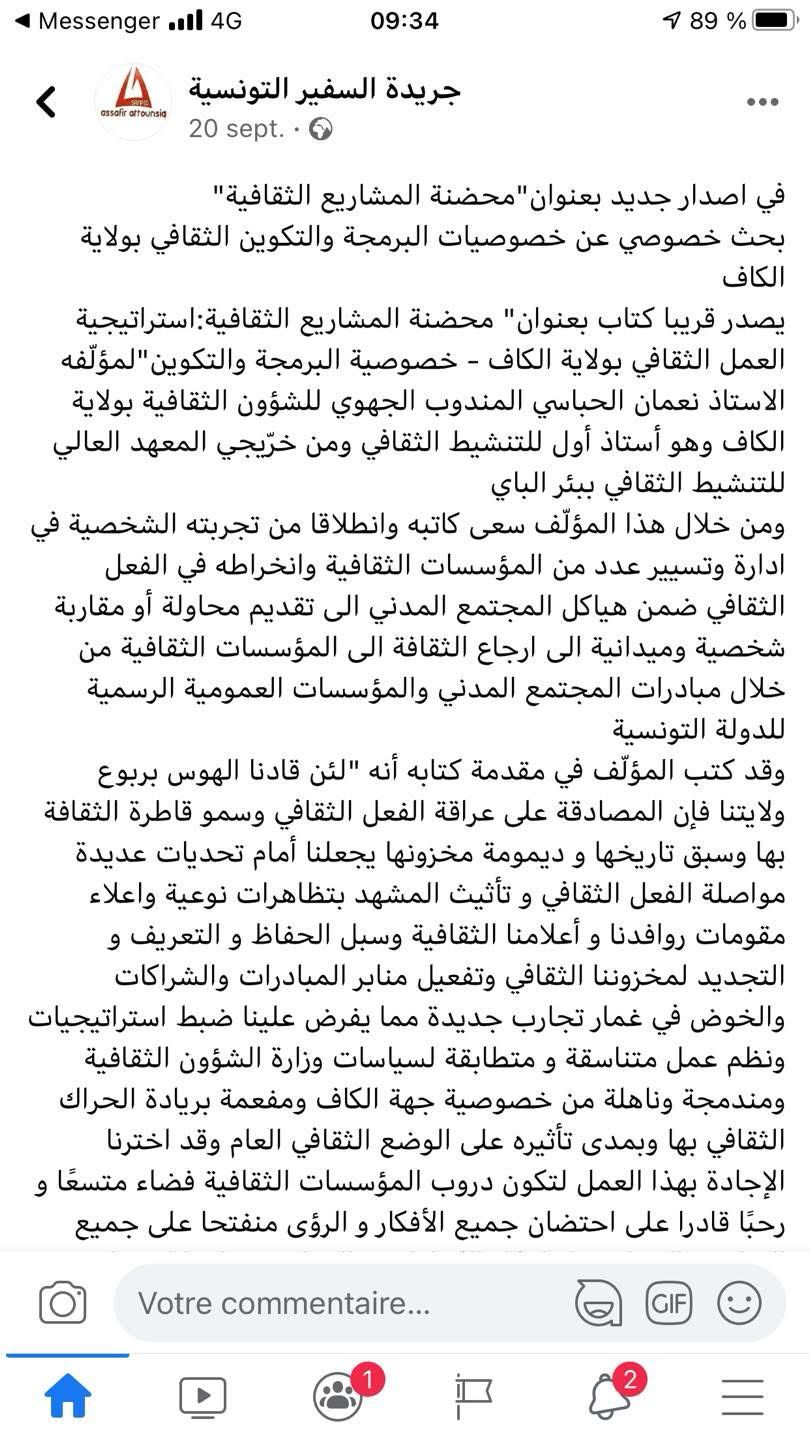 Messenger 4G 09:34 89 %
جريدة السفير التونسية
SAFPID
assafir attounsia
20 sept. ·
في اصدار جديد بعنوان"محضنة المشاريع الثقافية"
بحث خصوصي عن خصوصيات البرمجة والتكوين الثقافي بولاية
الكاف
يصدر قريبا كتاب بعنوان" محضنة المشاريع الثقافية:استراتيجية
العمل الثقافي بولاية الكاف - خصوصية البرمجة والتكوين"لمؤلّفه
الاستاذ نعمان الحباسي المندوب الجهوي للشؤون الثقافية بولاية
الكاف وهو أستاذ أول للتنشيط الثقافي ومن خرّيجي المعهد العالي
للتنشيط الثقافي ببئر الباي
ومن خلال هذا المؤلّف سعى كاتبه وانطلاقا من تجربته الشخصية في
ادارة وتسيير عدد من المؤسسات الثقافية وانخراطه في الفعل
الثقافي ضمن هياكل المجتمع المدني الى تقديم محاولة أو مقاربة
شخصية وميدانية الى ارجاع الثقافة الى المؤسسات الثقافية من
خلال مبادرات المجتمع المدني والمؤسسات العمومية الرسمية
للدولة التونسية
وقد كتب المؤلّف في مقدمة كتابه أنه "لئن قادنا الهوس بربوع
ولايتنا فإن المصادقة على عراقة الفعل الثقافي وسمو قاطرة الثقافة
بها وسبق تاريخها و ديمومة مخزونها يجعلنا أمام تحديات عديدة
مواصلة الفعل الثقافي و تأثيث المشهد بتظاهرات نوعية واعلاء
مقومات روافدنا و أعلامنا الثقافية وسبل الحفاظ و التعريف و
التجديد لمخزوننا الثقافي وتفعيل منابر المبادرات والشراكات
والخوض في غمار تجارب جديدة مما يفرض علينا ضبط استراتيجيات
ونظم عمل متناسقة و متطابقة لسياسات وزارة الشؤون الثقافية
ومندمجة وناهلة من خصوصية جهة الكاف ومفعمة بريادة الحراك
الثقافي بها وبمدى تأثيره على الوضع الثقافي العام وقد اخترنا
الإجادة بهذا العمل لتكون دروب المؤسسات الثقافية فضاء متسعًا و
رحبًا قادرا على احتضان جميع الأفكار و الرؤى منفتحا على جميع
Votre commentaire...
GIF
1
2